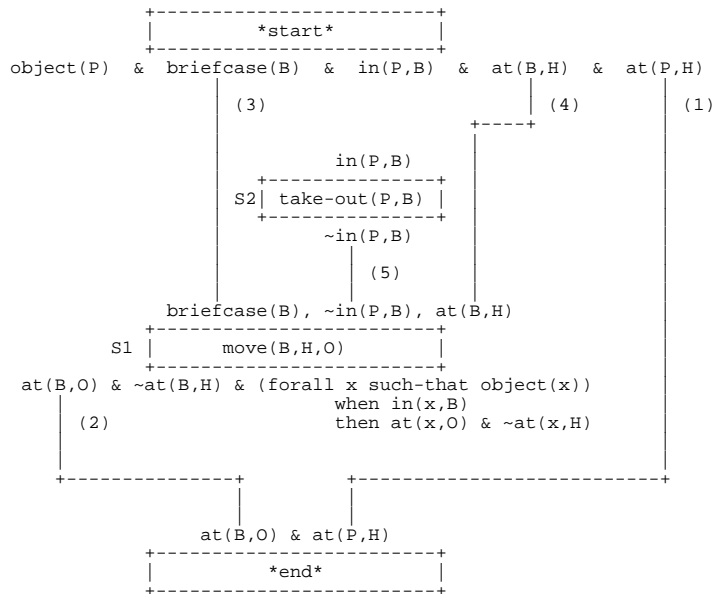 *start*
object(P) & briefcase(B) & in(P,B) & at(B,H) & at(P,H)
(3) (4) (1)
in(P,B)
S2 take-out(P,B)
~in(P,B)
(5)
briefcase(B), ~in(P,B), at(B,H)
S1 move(B,H,O)
at(B,O) & ~at(B,H) & (forall x such-that object(x))
when in(x,B)
(2) then at(x,O) & ~at(x,H)
at(B,O) & at(P,H)
*end*